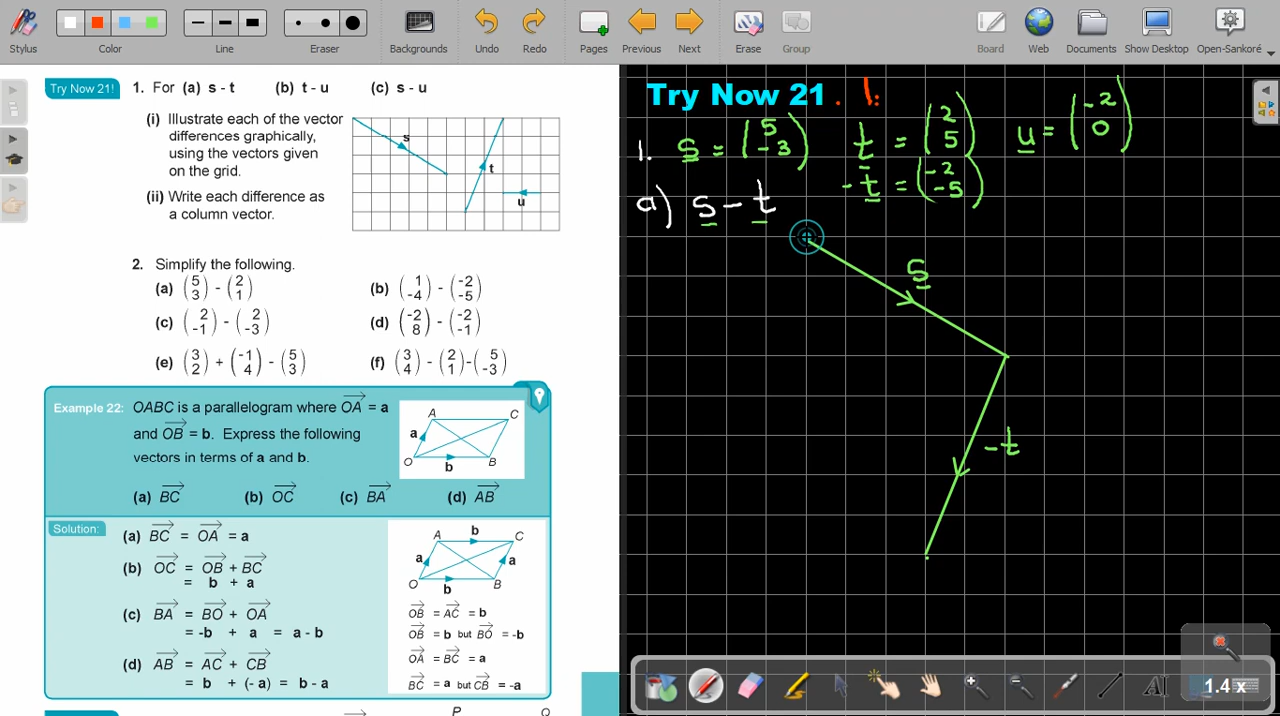 Stylus Color Line Eraser Backgrounds Undo Redo Pages Previous Next Erase Group Board Web Documents Show Desktop Open-Sankoré
Try Now 21! 1. For (a) s - t (b) t - u (c) s - u
(i) Illustrate each of the vector
differences graphically,
using the vectors given
on the grid.
(ii) Write each difference as
a column vector.
s
t
u
2. Simplify the following.
(a) (5 3) - (2 1) (b) (1 -4) - (-2 -5)
(c) (2 -1) - (2 -3) (d) (-2 8) - (-2 -1)
(e) (3 2) + (-1 4) - (5 3) (f) (3 4) - (2 1) - (5 -3)
Example 22: OABC is a parallelogram where OA = a
and OB = b. Express the following
vectors in terms of a and b.
A C
a
O B
b
(a) BC (b) OC (c) BA (d) AB
Solution:
(a) BC = OA = a
(b) OC = OB + BC
= b + a
(c) BA = BO + OA
= -b + a = a - b
(d) AB = AC + CB
= b + (- a) = b - a
b
A C
a a
O B
b
OB = AC = b
OB = b but BO = -b
OA = BC = a
BC = a but CB = -a
P Q
Try Now 21 . 1:
1. s = (5 -3) t = (2 5) u = (-2 0)
-t = (-2 -5)
a) s - t
s
-t
1.4 x